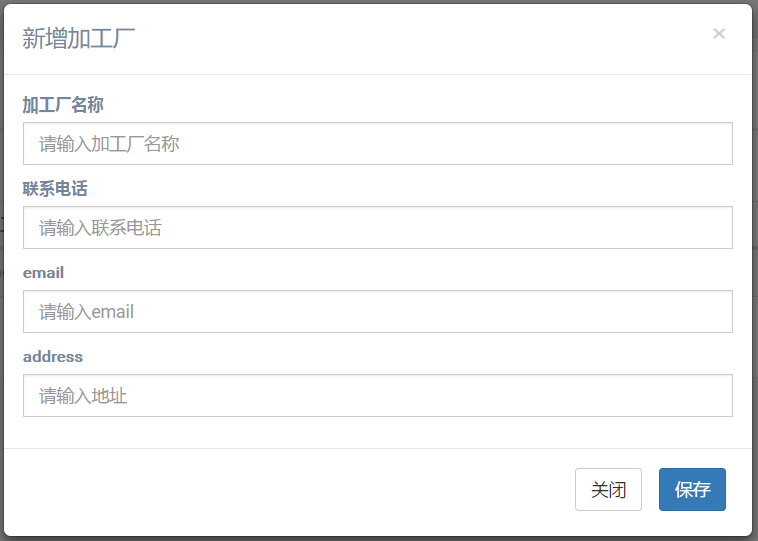 新增加工厂
×
加工厂名称
请输入加工厂名称
联系电话
请输入联系电话
email
请输入email
address
请输入地址
关闭 保存